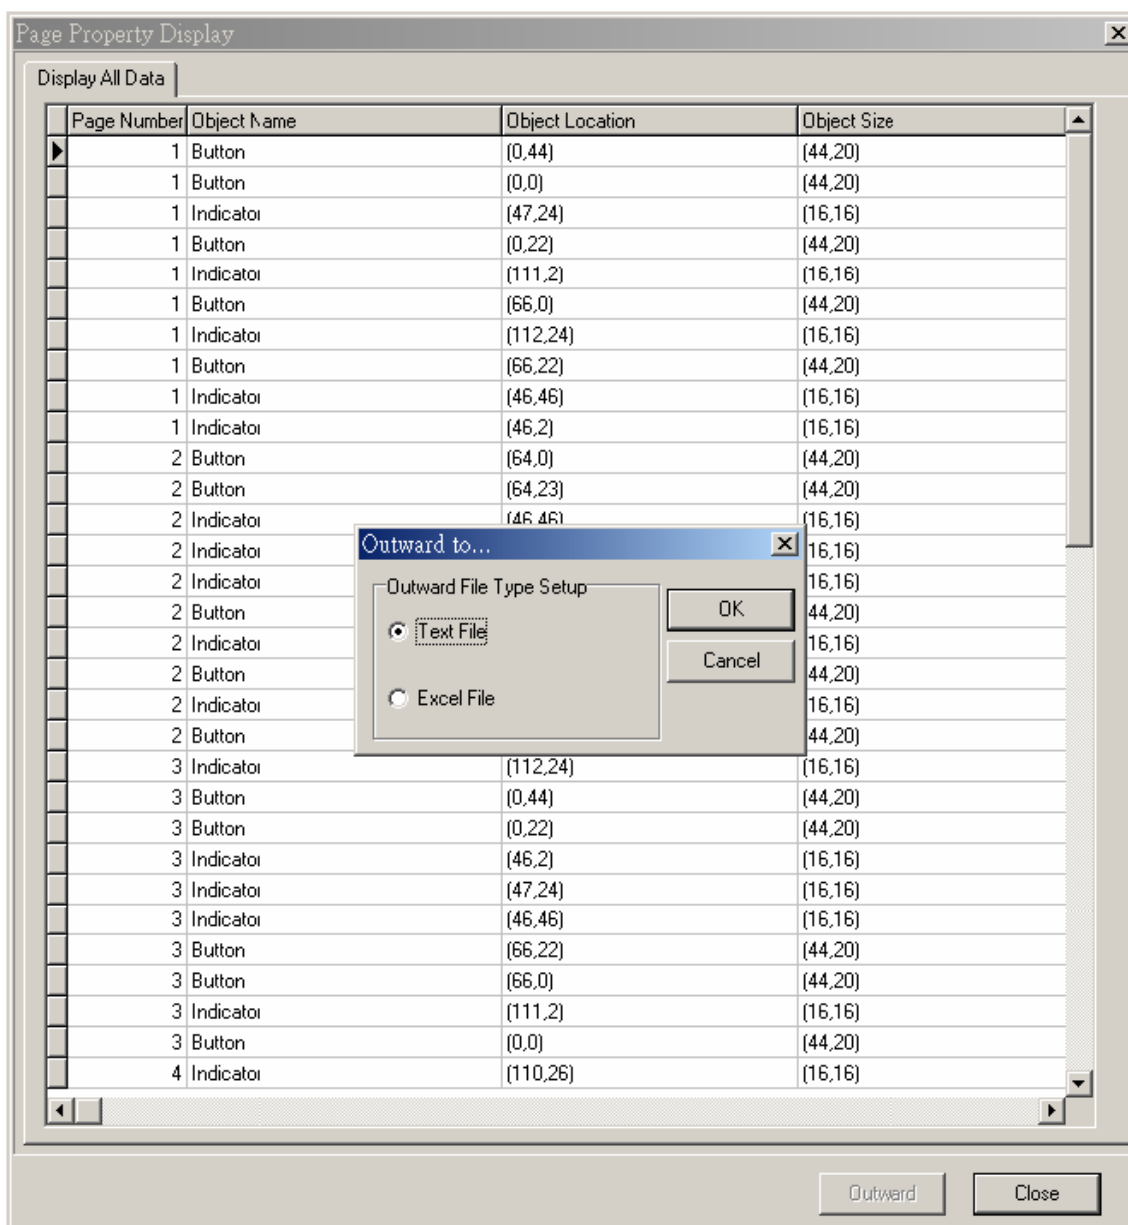 Page Property Display
Display All Data
Page Number Object Name Object Location Object Size
1 Button (0,44) (44,20)
1 Button (0,0) (44,20)
1 Indicator (47,24) (16,16)
1 Button (0,22) (44,20)
1 Indicator (111,2) (16,16)
1 Button (66,0) (44,20)
1 Indicator (112,24) (16,16)
1 Button (66,22) (44,20)
1 Indicator (46,46) (16,16)
1 Indicator (46,2) (16,16)
2 Button (64,0) (44,20)
2 Button (64,23) (44,20)
2 Indicator (46,46) (16,16)
2 Indicator 16,16)
2 Indicator 16,16)
2 Button 44,20)
2 Indicator 16,16)
2 Button 44,20)
2 Indicator 16,16)
2 Button 44,20)
Outward to...
Outward File Type Setup
Text File
Excel File
OK
Cancel
3 Indicator (112,24) (16,16)
3 Button (0,44) (44,20)
3 Button (0,22) (44,20)
3 Indicator (46,2) (16,16)
3 Indicator (47,24) (16,16)
3 Indicator (46,46) (16,16)
3 Button (66,22) (44,20)
3 Button (66,0) (44,20)
3 Indicator (111,2) (16,16)
3 Button (0,0) (44,20)
4 Indicator (110,26) (16,16)
Outward Close